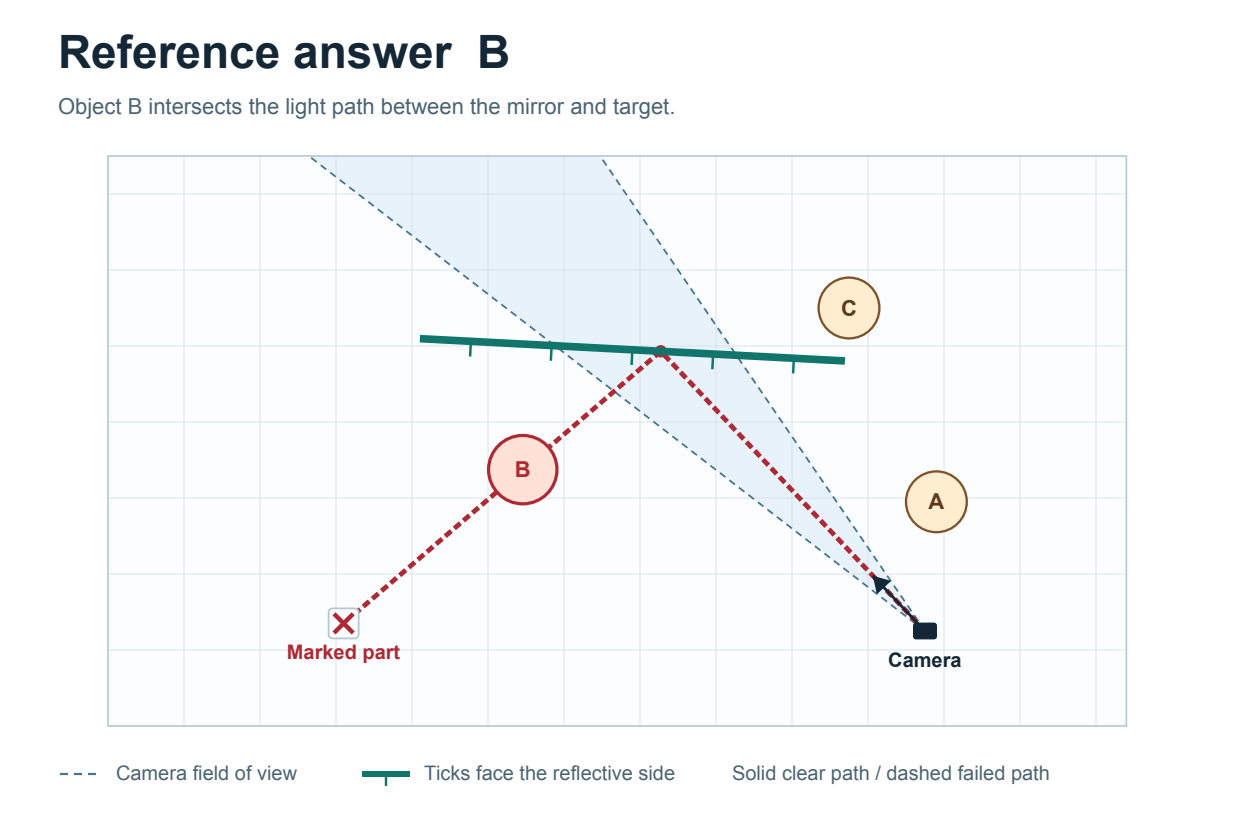 Reference answer B
Object B intersects the light path between the mirror and target.
C
B
A
Marked part
Camera
Camera field of view
Ticks face the reflective side
Solid clear path / dashed failed path